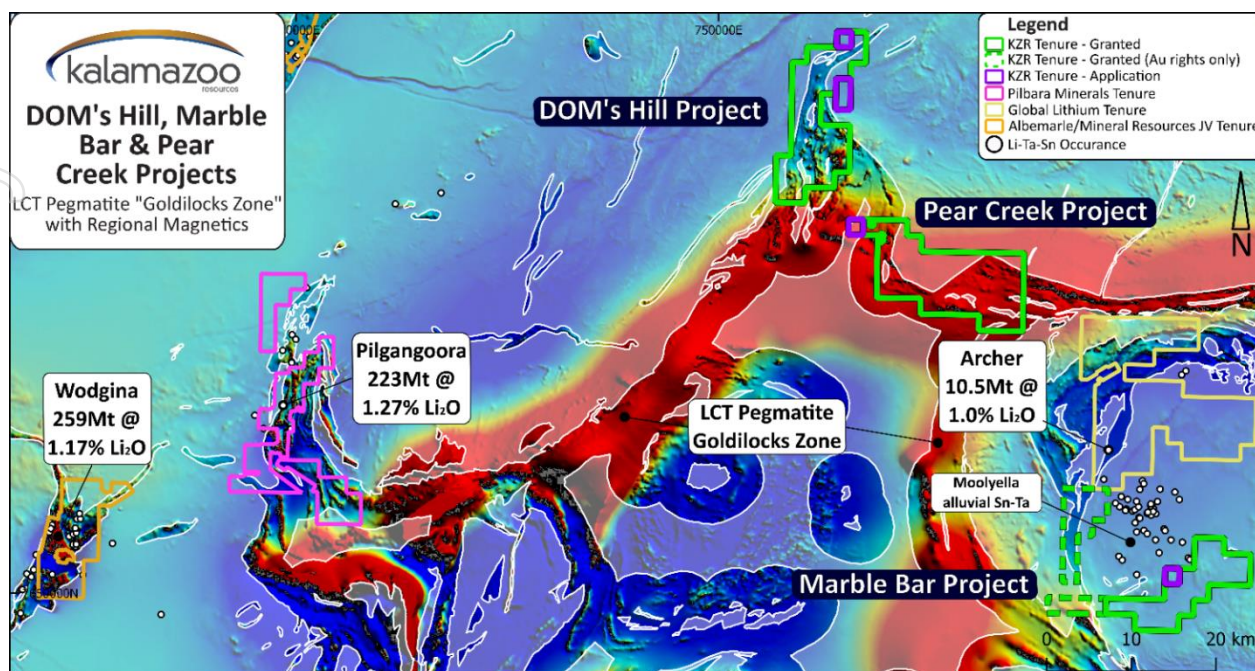 kalamazoo
resources
DOM's Hill, Marble
Bar & Pear
Creek Projects
LCT Pegmatite "Goldilocks Zone"
with Regional Magnetics
750000E
DOM's Hill Project
Pear Creek Project
Legend
KZR Tenure - Granted
KZR Tenure - Granted (Au rights only)
KZR Tenure - Application
Pilbara Minerals Tenure
Global Lithium Tenure
Albemarle/Mineral Resources JV Tenure
Li-Ta-Sn Occurance
N
Wodgina
259Mt @
1.17% Li₂O
Pilgangoora
223Mt @
1.27% Li₂O
LCT Pegmatite
Goldilocks Zone
Archer
10.5Mt @
1.0% Li₂O
Moolyella
alluvial Sn-Ta
Marble Bar Project
0 10 20 km